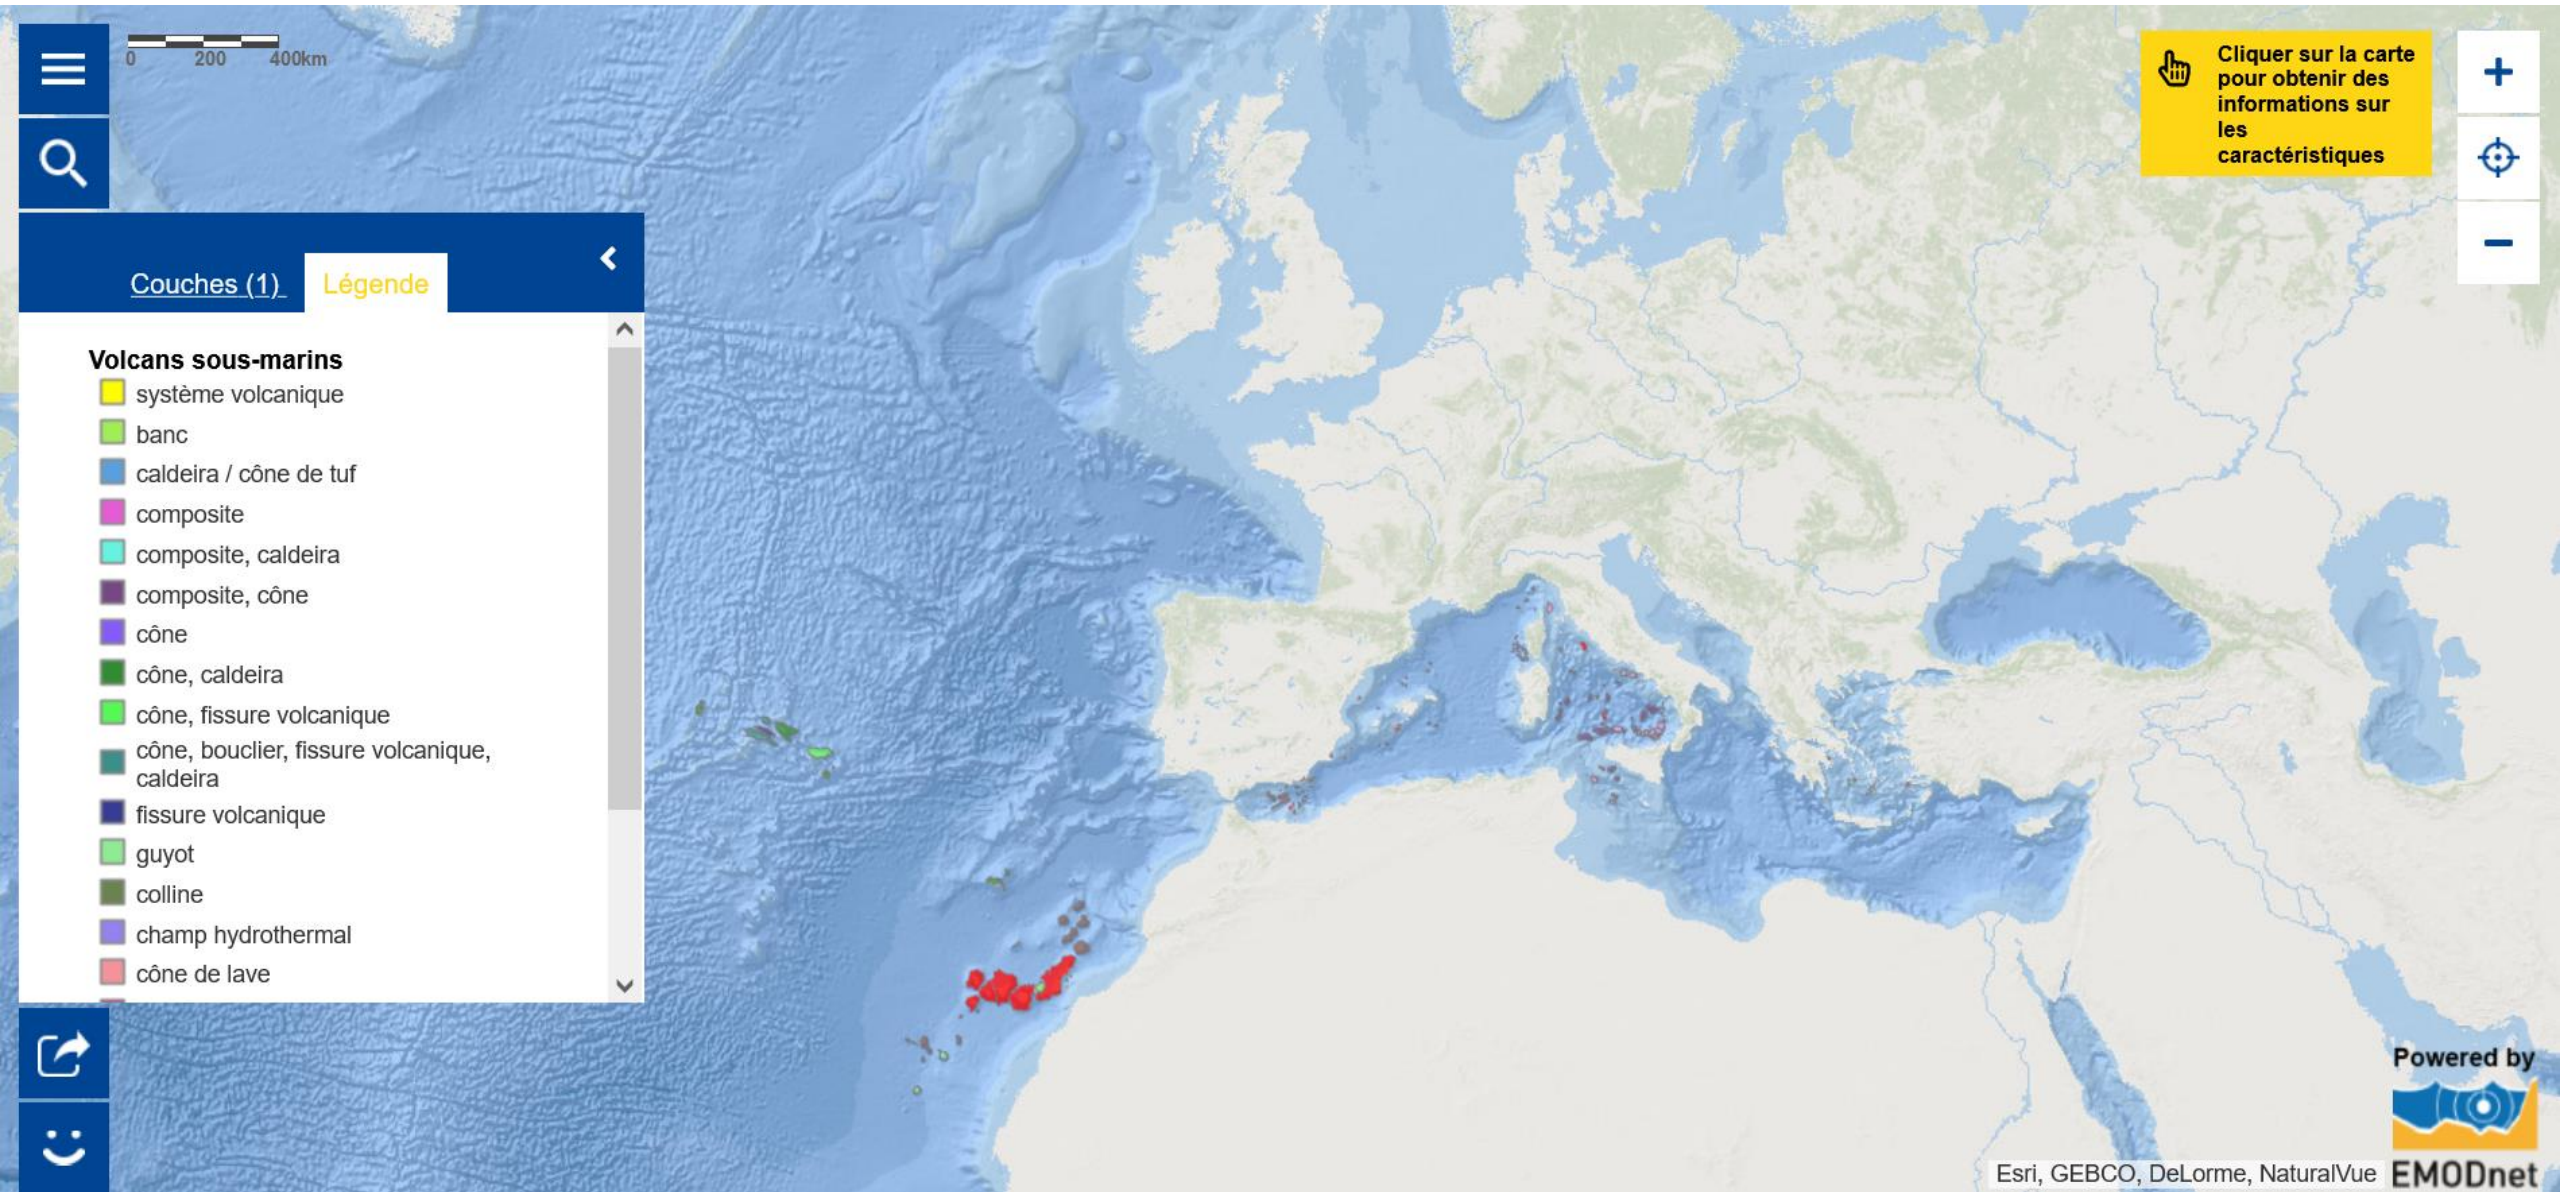 0 200 400km
Cliquer sur la carte
pour obtenir des
informations sur
les
caractéristiques
Couches (1)
Légende
Volcans sous-marins
système volcanique
banc
caldeira / cône de tuf
composite
composite, caldeira
composite, cône
cône
cône, caldeira
cône, fissure volcanique
cône, bouclier, fissure volcanique,
caldeira
fissure volcanique
guyot
colline
champ hydrothermal
cône de lave
Powered by
EMODnet
Esri, GEBCO, DeLorme, NaturalVue